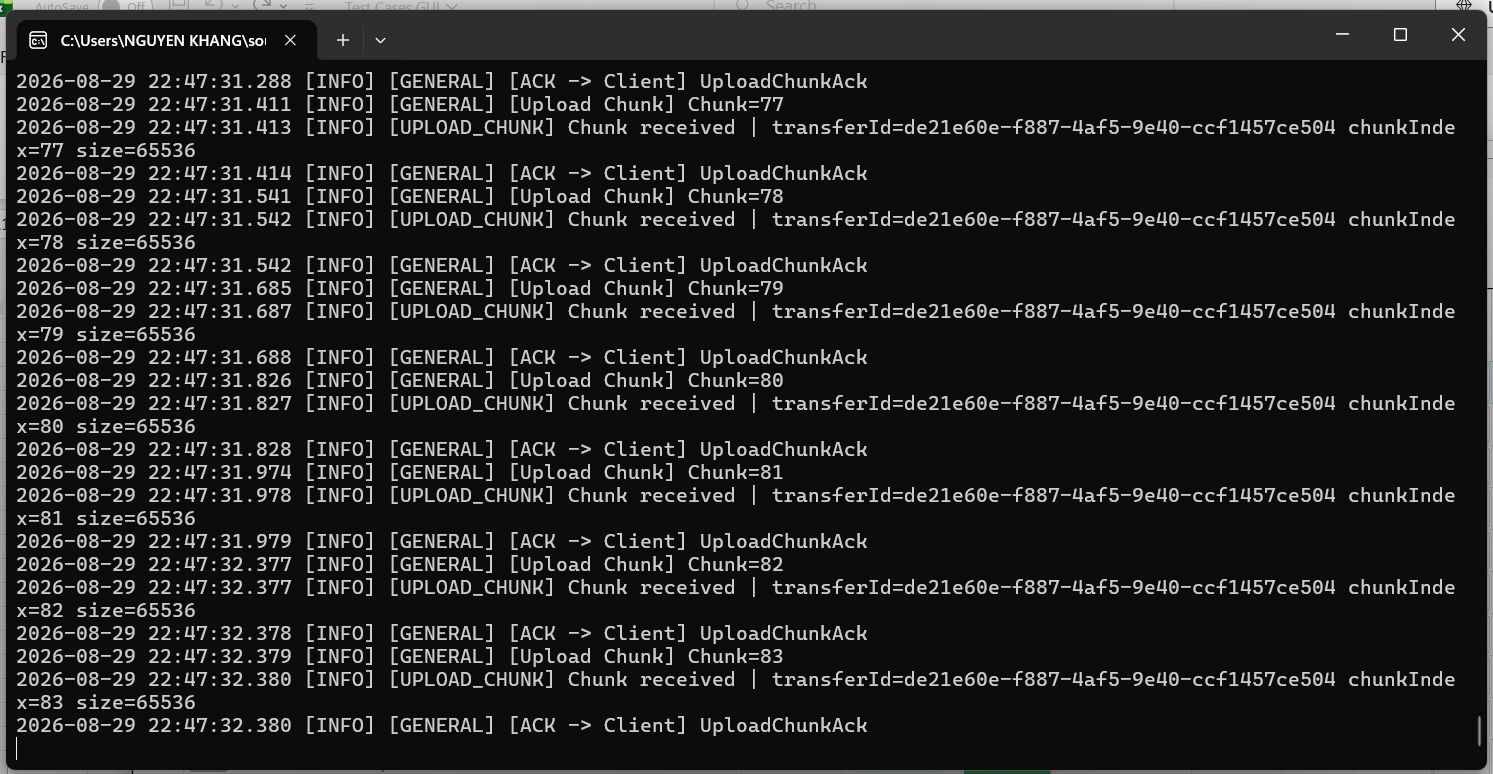 AutoSave Off Test Cases GUI Search
C:\Users\NGUYEN KHANG\sou
2026-08-29 22:47:31.288 [INFO] [GENERAL] [ACK -> Client] UploadChunkAck
2026-08-29 22:47:31.411 [INFO] [GENERAL] [Upload Chunk] Chunk=77
2026-08-29 22:47:31.413 [INFO] [UPLOAD_CHUNK] Chunk received | transferId=de21e60e-f887-4af5-9e40-ccf1457ce504 chunkInde
x=77 size=65536
2026-08-29 22:47:31.414 [INFO] [GENERAL] [ACK -> Client] UploadChunkAck
2026-08-29 22:47:31.541 [INFO] [GENERAL] [Upload Chunk] Chunk=78
2026-08-29 22:47:31.542 [INFO] [UPLOAD_CHUNK] Chunk received | transferId=de21e60e-f887-4af5-9e40-ccf1457ce504 chunkInde
x=78 size=65536
2026-08-29 22:47:31.542 [INFO] [GENERAL] [ACK -> Client] UploadChunkAck
2026-08-29 22:47:31.685 [INFO] [GENERAL] [Upload Chunk] Chunk=79
2026-08-29 22:47:31.687 [INFO] [UPLOAD_CHUNK] Chunk received | transferId=de21e60e-f887-4af5-9e40-ccf1457ce504 chunkInde
x=79 size=65536
2026-08-29 22:47:31.688 [INFO] [GENERAL] [ACK -> Client] UploadChunkAck
2026-08-29 22:47:31.826 [INFO] [GENERAL] [Upload Chunk] Chunk=80
2026-08-29 22:47:31.827 [INFO] [UPLOAD_CHUNK] Chunk received | transferId=de21e60e-f887-4af5-9e40-ccf1457ce504 chunkInde
x=80 size=65536
2026-08-29 22:47:31.828 [INFO] [GENERAL] [ACK -> Client] UploadChunkAck
2026-08-29 22:47:31.974 [INFO] [GENERAL] [Upload Chunk] Chunk=81
2026-08-29 22:47:31.978 [INFO] [UPLOAD_CHUNK] Chunk received | transferId=de21e60e-f887-4af5-9e40-ccf1457ce504 chunkInde
x=81 size=65536
2026-08-29 22:47:31.979 [INFO] [GENERAL] [ACK -> Client] UploadChunkAck
2026-08-29 22:47:32.377 [INFO] [GENERAL] [Upload Chunk] Chunk=82
2026-08-29 22:47:32.377 [INFO] [UPLOAD_CHUNK] Chunk received | transferId=de21e60e-f887-4af5-9e40-ccf1457ce504 chunkInde
x=82 size=65536
2026-08-29 22:47:32.378 [INFO] [GENERAL] [ACK -> Client] UploadChunkAck
2026-08-29 22:47:32.379 [INFO] [GENERAL] [Upload Chunk] Chunk=83
2026-08-29 22:47:32.380 [INFO] [UPLOAD_CHUNK] Chunk received | transferId=de21e60e-f887-4af5-9e40-ccf1457ce504 chunkInde
x=83 size=65536
2026-08-29 22:47:32.380 [INFO] [GENERAL] [ACK -> Client] UploadChunkAck